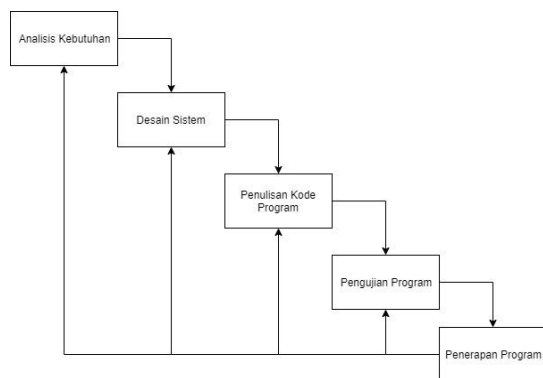 Analisis Kebutuhan
Desain Sistem
Penulisan Kode
Program
Pengujian Program
Penerapan Program